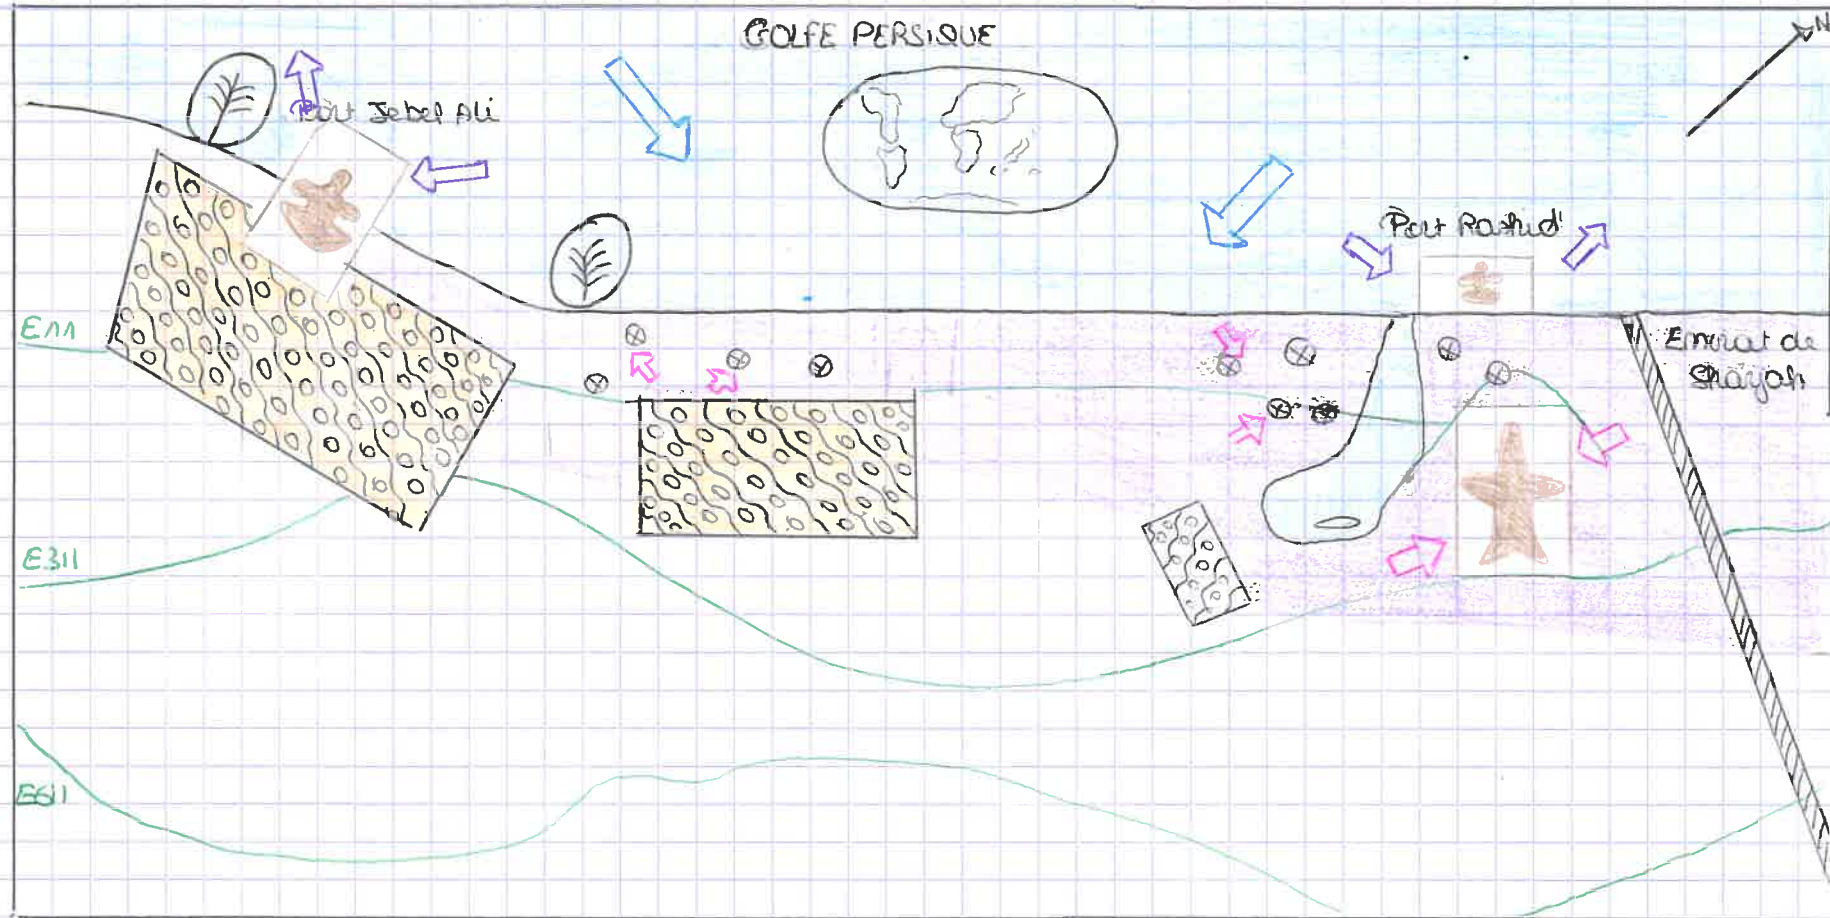 GOLFE PERSIQUE
N
Port Jebel Ali
Port Rashid
E11
Emirat de
Sharjah
E311
E611